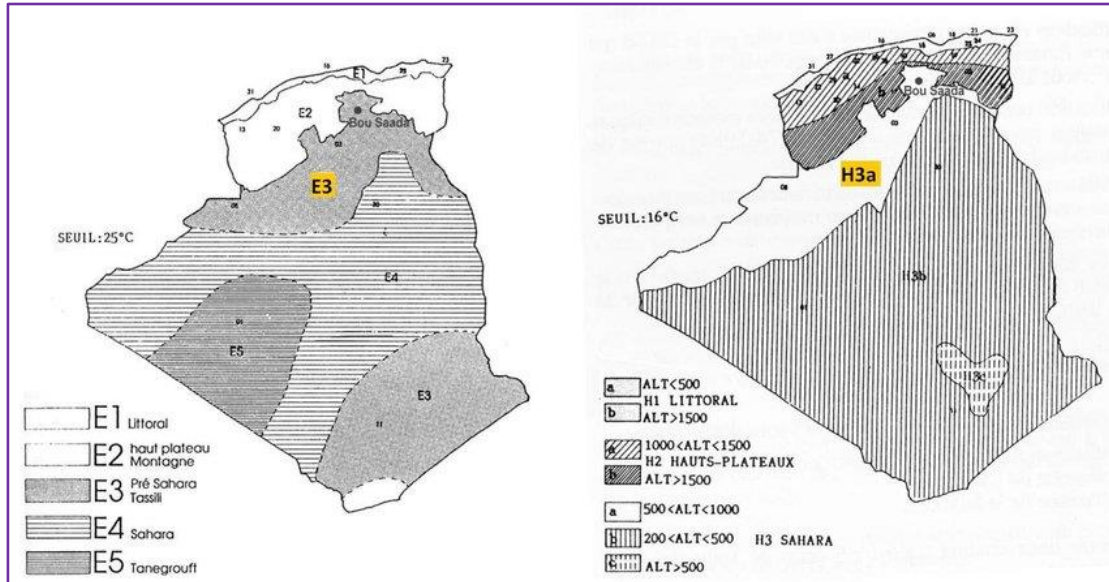 E1
E2
Bou Saada
E3
SEUIL:25°C
E4
E5
E3
E1 Littoral
E2 haut plateau
Montagne
E3 Pré Sahara
Tassili
E4 Sahara
E5 Tanegrouft
Bou Saada
H3a
SEUIL:16°C
H3b
H3c
a ALT<500
H1 LITTORAL
b ALT>1500
a 1000<ALT<1500
H2 HAUTS-PLATEAUX
b ALT>1500
a 500<ALT<1000
b 200<ALT<500 H3 SAHARA
c ALT>500